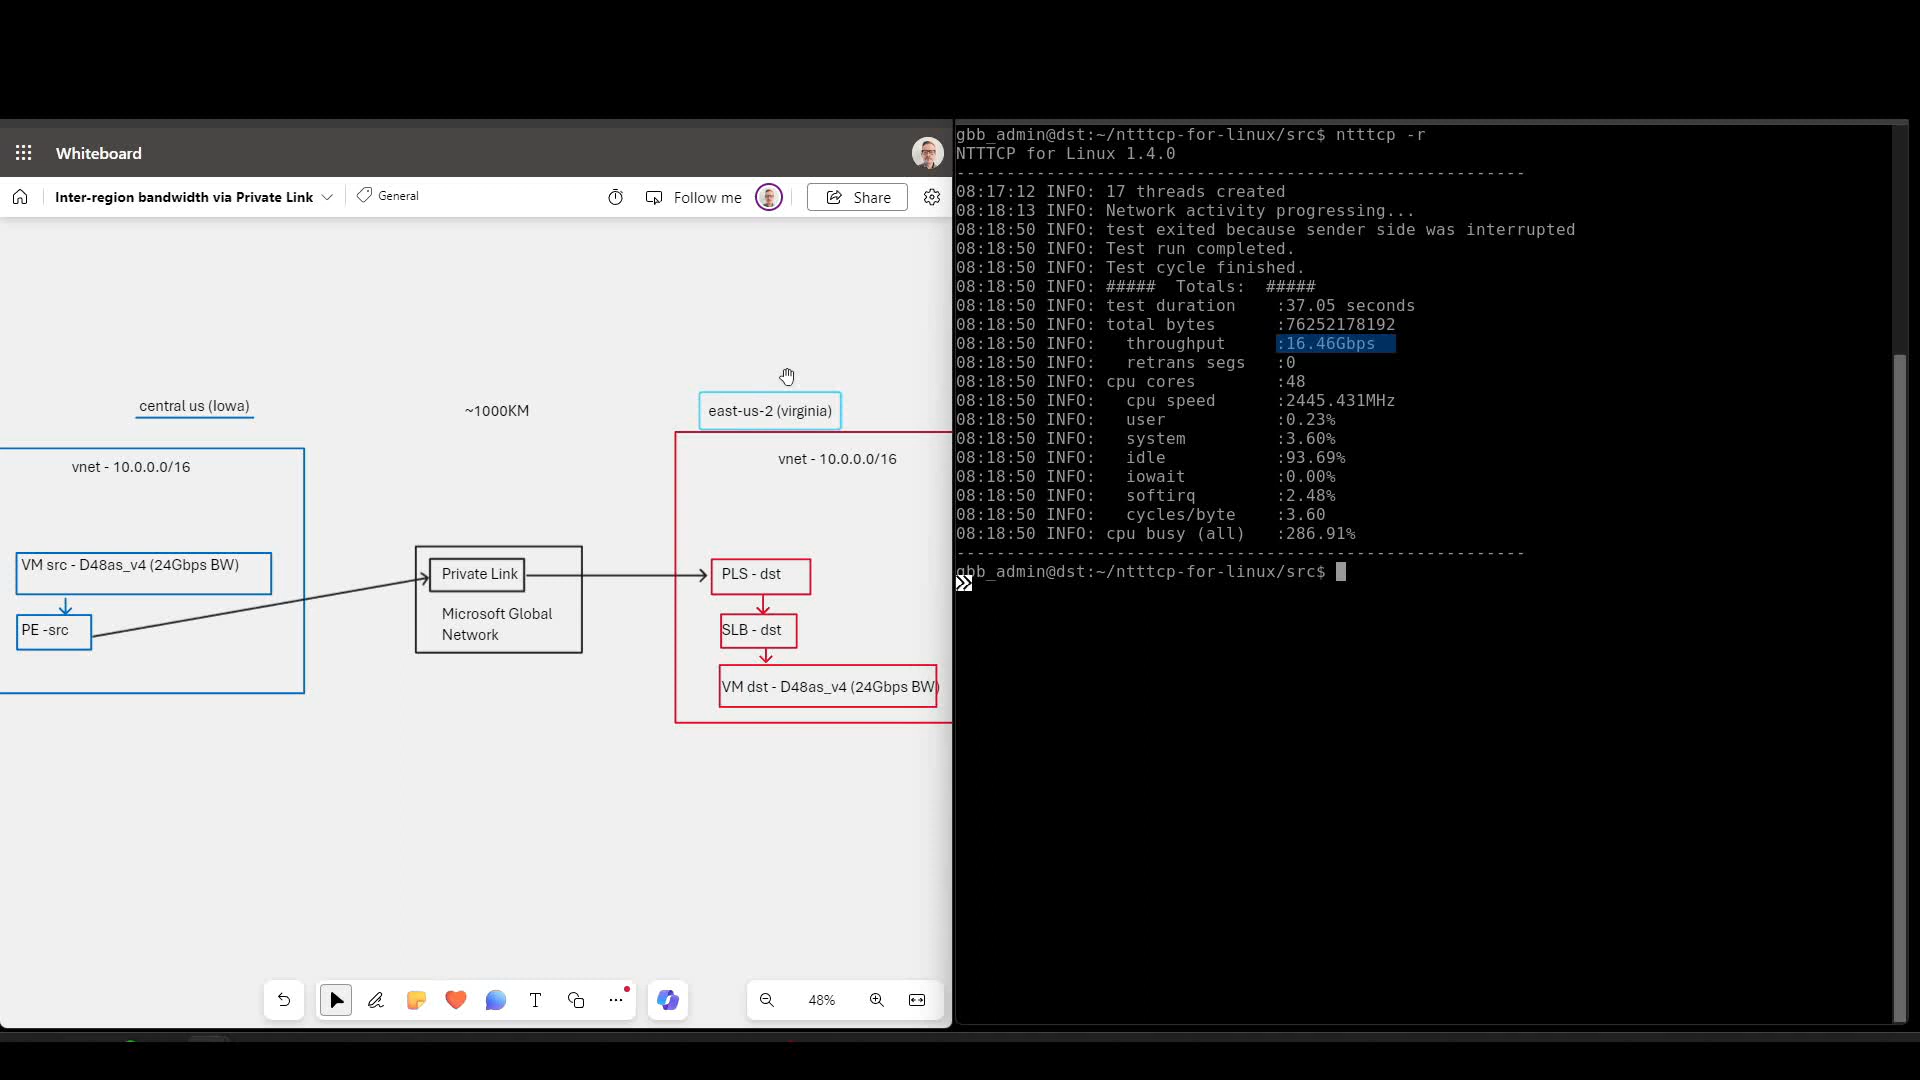 Whiteboard
Inter-region bandwidth via Private Link
General
Follow me
Share
central us (Iowa)
~1000KM
east-us-2 (virginia)
vnet - 10.0.0.0/16
vnet - 10.0.0.0/16
VM src - D48as_v4 (24Gbps BW)
PE -src
Private Link
Microsoft Global
Network
PLS - dst
SLB - dst
VM dst - D48as_v4 (24Gbps BW)
T
48%
gbb_admin@dst:~/ntttcp-for-linux/src$ ntttcp -r
NTTTCP for Linux 1.4.0
---------------------------------------------------------
08:17:12 INFO: 17 threads created
08:18:13 INFO: Network activity progressing...
08:18:50 INFO: test exited because sender side was interrupted
08:18:50 INFO: Test run completed.
08:18:50 INFO: Test cycle finished.
08:18:50 INFO: #####  Totals:  #####
08:18:50 INFO: test duration    :37.05 seconds
08:18:50 INFO: total bytes      :76252178192
08:18:50 INFO:   throughput     :16.46Gbps
08:18:50 INFO:   retrans segs   :0
08:18:50 INFO: cpu cores        :48
08:18:50 INFO:   cpu speed      :2445.431MHz
08:18:50 INFO:   user           :0.23%
08:18:50 INFO:   system         :3.60%
08:18:50 INFO:   idle           :93.69%
08:18:50 INFO:   iowait         :0.00%
08:18:50 INFO:   softirq        :2.48%
08:18:50 INFO:   cycles/byte    :3.60
08:18:50 INFO: cpu busy (all)   :286.91%
---------------------------------------------------------
gbb_admin@dst:~/ntttcp-for-linux/src$